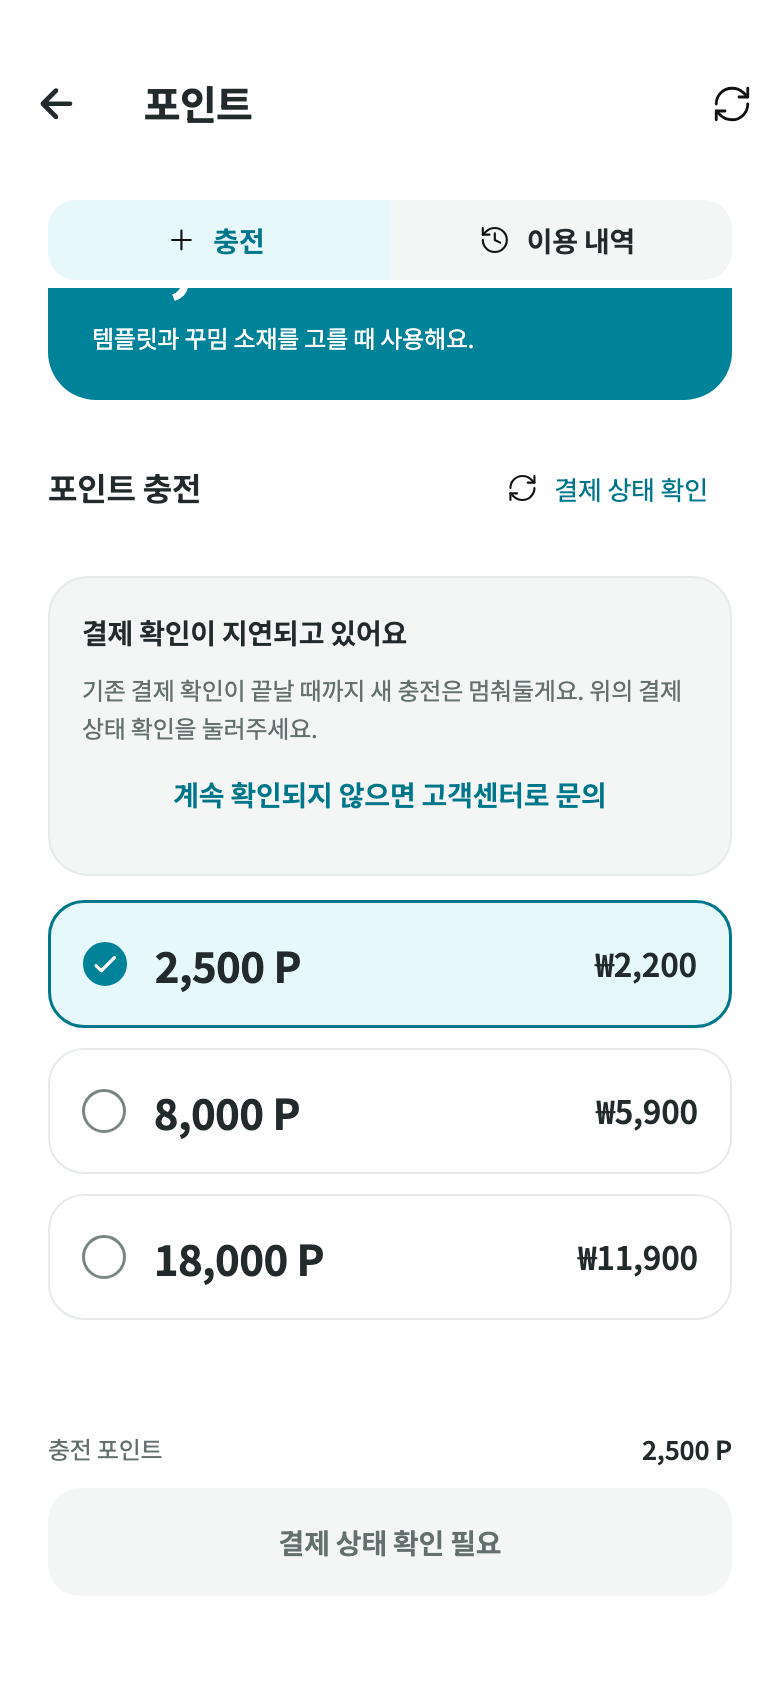 포인트
충전
이용 내역
템플릿과 꾸밈 소재를 고를 때 사용해요.
포인트 충전
결제 상태 확인
결제 확인이 지연되고 있어요
기존 결제 확인이 끝날 때까지 새 충전은 멈춰둘게요. 위의 결제
상태 확인을 눌러주세요.
계속 확인되지 않으면 고객센터로 문의
2,500 P
₩2,200
8,000 P
₩5,900
18,000 P
₩11,900
충전 포인트
2,500 P
결제 상태 확인 필요